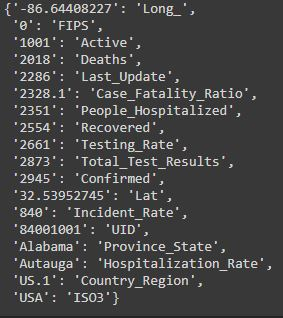 {'-86.64408227': 'Long_',
'0': 'FIPS',
'1001': 'Active',
'2018': 'Deaths',
'2286': 'Last_Update',
'2328.1': 'Case_Fatality_Ratio',
'2351': 'People_Hospitalized',
'2554': 'Recovered',
'2661': 'Testing_Rate',
'2873': 'Total_Test_Results',
'2945': 'Confirmed',
'32.53952745': 'Lat',
'840': 'Incident_Rate',
'84001001': 'UID',
'Alabama': 'Province_State',
'Autauga': 'Hospitalization_Rate',
'US.1': 'Country_Region',
'USA': 'ISO3'}